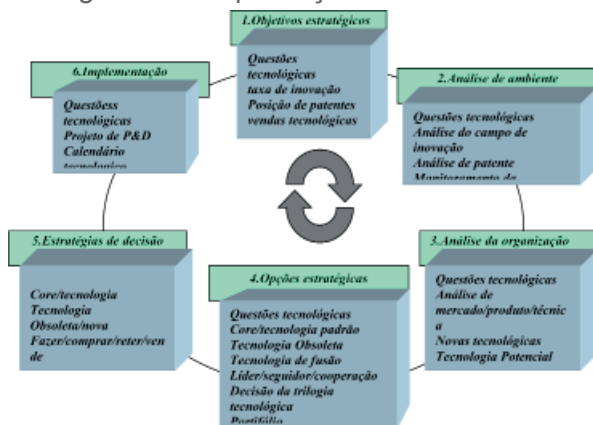 1.Objetivos estratégicos
Questões
tecnológicas
taxa de inovação
Posição de patentes
vendas tecnológicas
2.Análise de ambiente
Questões tecnológicas
Análise do campo de
inovação
Análise de patente
Monitoramento de
3.Análise da organização
Questões tecnológicas
Análise de
mercado/produto/técnic
a
Novas tecnológicas
Tecnologia Potencial
4.Opções estratégicas
Questões tecnológicas
Core/tecnologia padrão
Tecnologia Obsoleta
Tecnologia de fusão
Líder/seguidor/cooperação
Decisão da trilogia
tecnológica
Portifólio
5.Estratégias de decisão
Core/tecnologia
Tecnologia
Obsoleta/nova
Fazer/comprar/reter/ven
de
6.Implementação
Questõess
tecnológicas
Projeto de P&D
Calendário
tecnologico